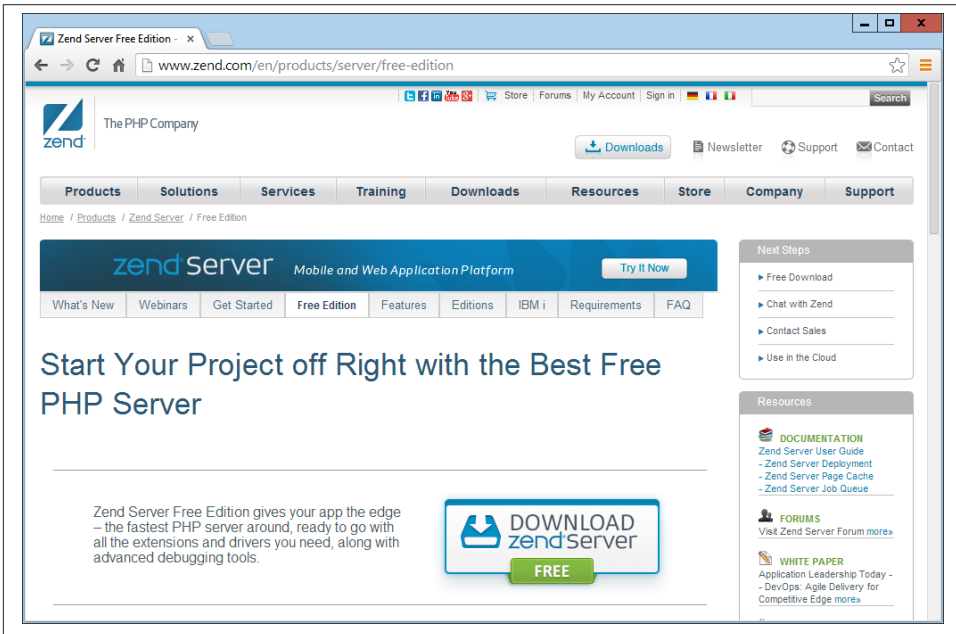 Zend Server Free Edition -
www.zend.com/en/products/server/free-edition
Store Forums My Account Sign in Search
zend The PHP Company
Downloads Newsletter Support Contact
Products Solutions Services Training Downloads Resources Store Company Support
Home / Products / Zend Server / Free Edition
zend Server Mobile and Web Application Platform Try It Now
What's New Webinars Get Started Free Edition Features Editions IBM i Requirements FAQ
Start Your Project off Right with the Best Free
PHP Server
Zend Server Free Edition gives your app the edge
– the fastest PHP server around, ready to go with
all the extensions and drivers you need, along with
advanced debugging tools.
DOWNLOAD
zend Server
FREE
Next Steps
Free Download
Chat with Zend
Contact Sales
Use in the Cloud
Resources
DOCUMENTATION
Zend Server User Guide
- Zend Server Deployment
- Zend Server Page Cache
- Zend Server Job Queue
FORUMS
Visit Zend Server Forum more»
WHITE PAPER
Application Leadership Today -
- DevOps: Agile Delivery for
Competitive Edge more»